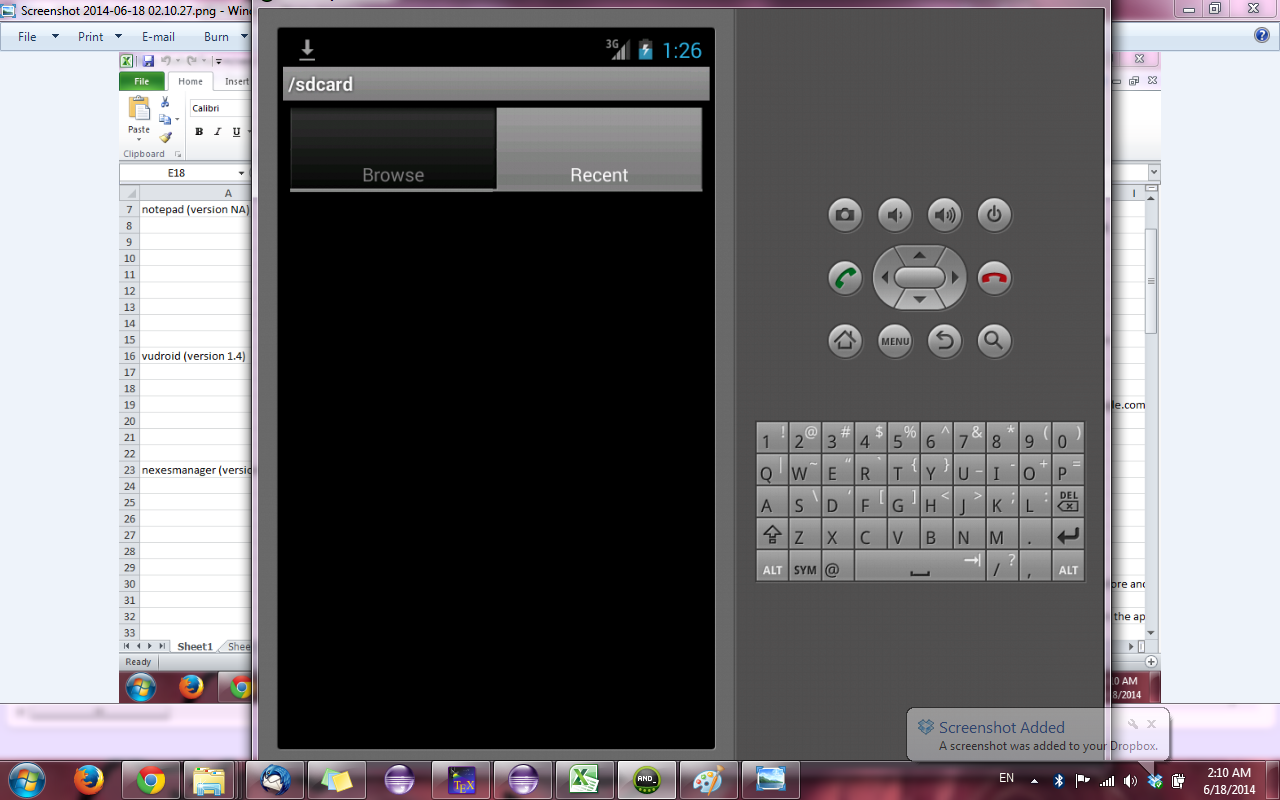 Screenshot 2014-06-18 02.10.27.png - Wind
File
Print
E-mail
Burn
File
Home
Insert
Paste
Calibri
B I U
Clipboard
E18
A
I
7 notepad (version NA)
8
9
10
11
12
13
14
15
16 vudroid (version 1.4)
17
18
19
le.com
20
21
22
23 nexesmanager (versio
24
25
26
27
28
29
30
ore and
31
32
the ap
33
Sheet1
Shee
Ready
3G 1:26
/sdcard
Browse
Recent
MENU
1 ! 2 @ 3 # 4 $ 5 % 6 ^ 7 & 8 * 9 ( 0 )
Q | W ~ E “ R ` T { Y } U _ I - O + P =
A S \ D ‘ F [ G ] H < J > K ; L : DEL
Z X C V B N M .
ALT SYM @ / ? , ALT
:10 AM
8/2014
Screenshot Added
A screenshot was added to your Dropbox.
TEX
AND
EN
2:10 AM
6/18/2014